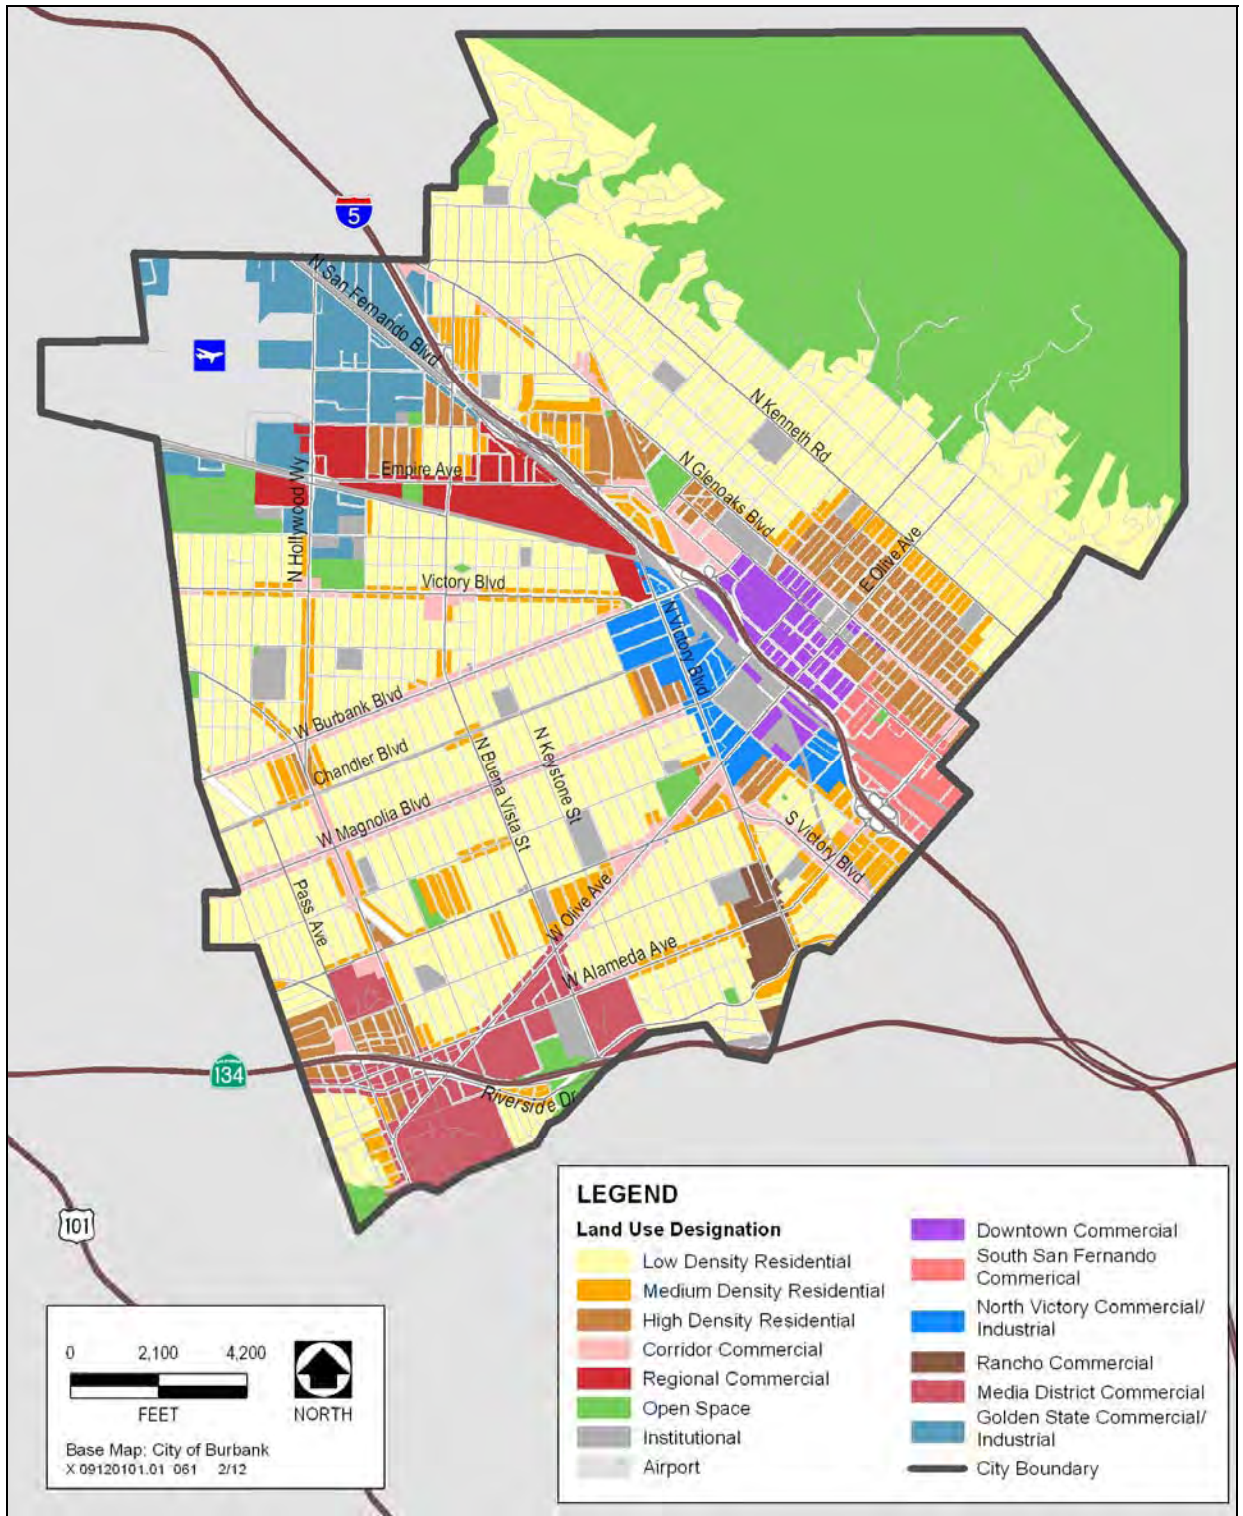 5
N San Fernando Blvd
N Kenneth Rd
Empire Ave
N Glenoaks Blvd
N Hollywood Wy
E Olive Ave
Victory Blvd
N Victory Blvd
W Burbank Blvd
Chandler Blvd
N Buena Vista St
N Keystone St
W Magnolia Blvd
S Victory Blvd
Pass Ave
W Olive Ave
W Alameda Ave
CALIFORNIA
134
Riverside Dr
101
LEGEND
Land Use Designation
Low Density Residential
Medium Density Residential
High Density Residential
Corridor Commercial
Regional Commercial
Open Space
Institutional
Airport
Downtown Commercial
South San Fernando
Commerical
North Victory Commercial/
Industrial
Rancho Commercial
Media District Commercial
Golden State Commercial/
Industrial
City Boundary
0 2,100 4,200
FEET
NORTH
Base Map: City of Burbank
X 09120101.01 061 2/12